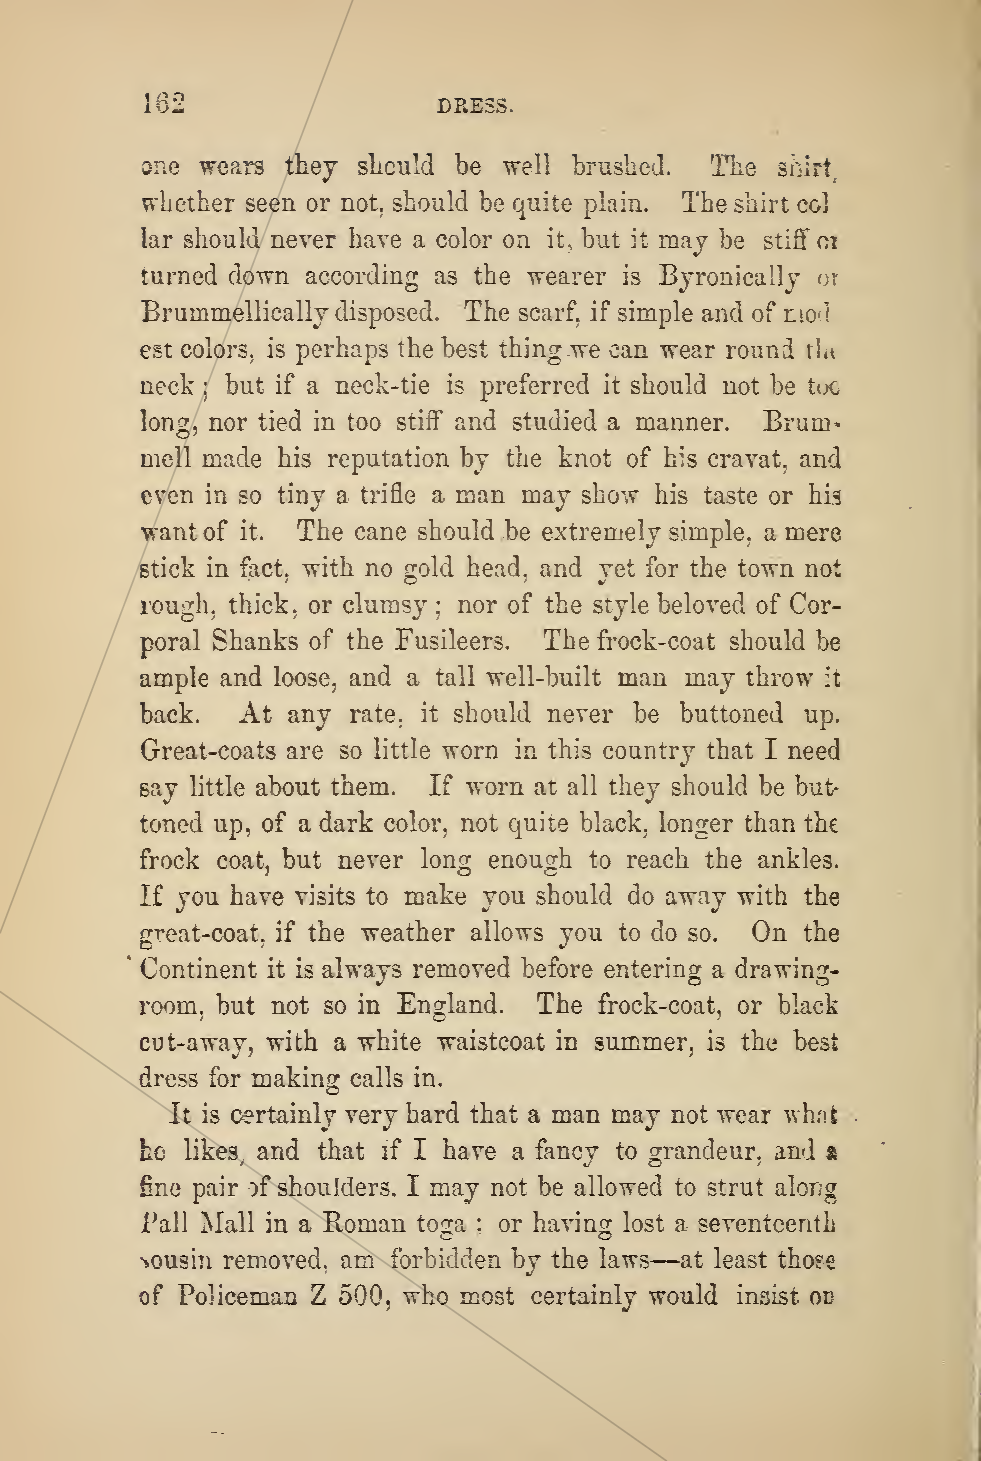 162 DRESS.
one wears they should be well brushed. The shirt,
whether seen or not, should be quite plain. The shirt col
lar should never have a color on it, but it may be stiff or
turned down according as the wearer is Byronically or
Brummellically disposed. The scarf, if simple and of mod
est colors, is perhaps the best thing we can wear round the
neck; but if a neck-tie is preferred it should not be too
long, nor tied in too stiff and studied a manner. Brum-
mell made his reputation by the knot of his cravat, and
even in so tiny a trifle a man may show his taste or his
want of it. The cane should be extremely simple, a mere
stick in fact, with no gold head, and yet for the town not
rough, thick, or clumsy; nor of the style beloved of Cor-
poral Shanks of the Fusileers. The frock-coat should be
ample and loose, and a tall well-built man may throw it
back. At any rate, it should never be buttoned up.
Great-coats are so little worn in this country that I need
say little about them. If worn at all they should be but-
toned up, of a dark color, not quite black, longer than the
frock coat, but never long enough to reach the ankles.
If you have visits to make you should do away with the
great-coat, if the weather allows you to do so. On the
Continent it is always removed before entering a drawing-
room, but not so in England. The frock-coat, or black
cut-away, with a white waistcoat in summer, is the best
dress for making calls in.
It is certainly very hard that a man may not wear what
he likes, and that if I have a fancy to grandeur, and a
fine pair of shoulders, I may not be allowed to strut along
Pall Mall in a Roman toga; or having lost a seventeenth
cousin removed, am forbidden by the laws—at least those
of Policeman Z 500, who most certainly would insist on